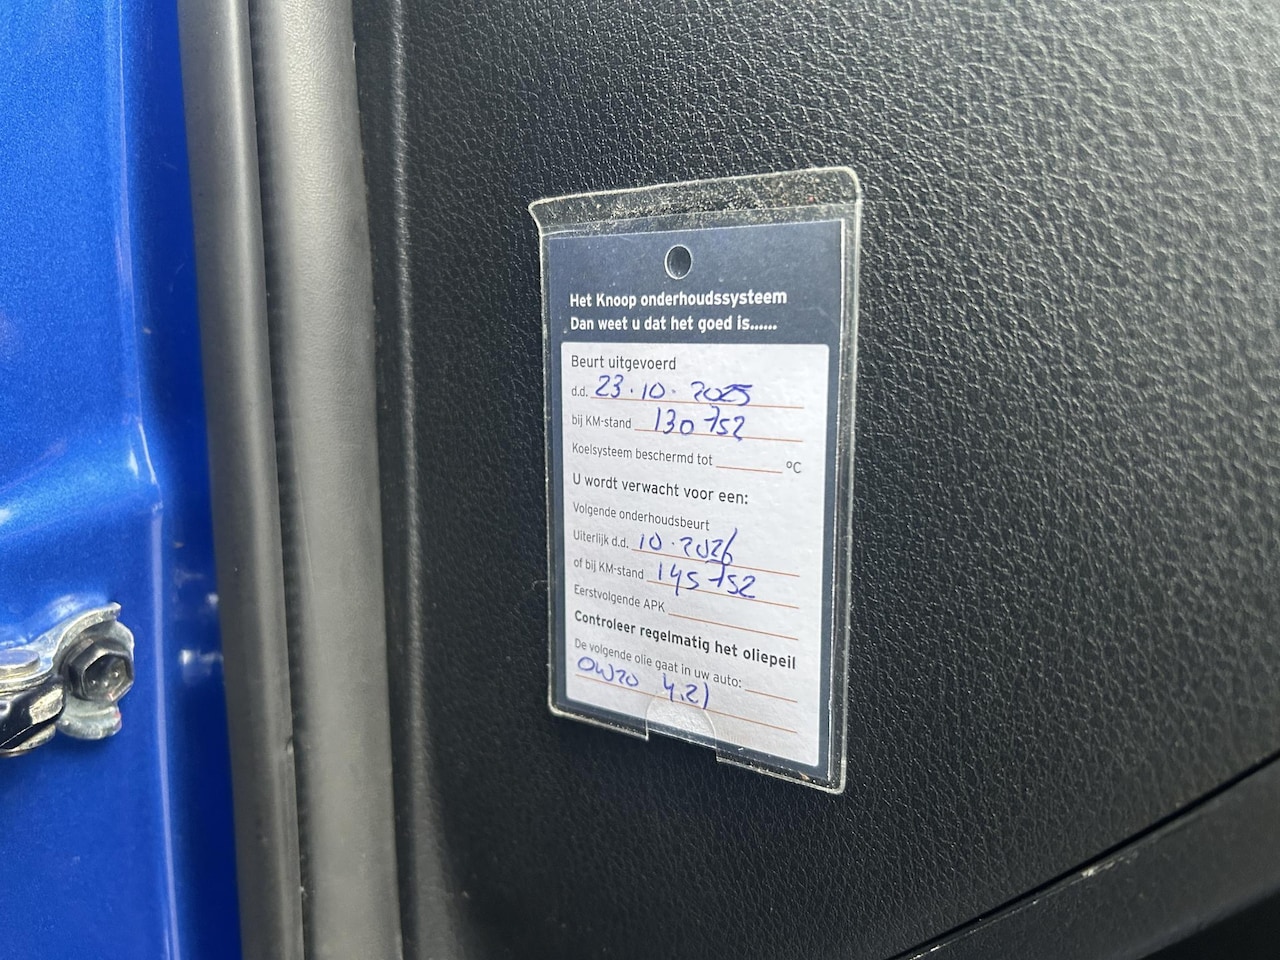 Het Knoop onderhoudssysteem
Dan weet u dat het goed is......
Beurt uitgevoerd
d.d. 23.10.2025
bij KM-stand 130752
Koelsysteem beschermd tot ºC
U wordt verwacht voor een:
Volgende onderhoudsbeurt
Uiterlijk d.d. 10.2026
of bij KM-stand 145752
Eerstvolgende APK
Controleer regelmatig het oliepeil
De volgende olie gaat in uw auto:
0W20 4.2l